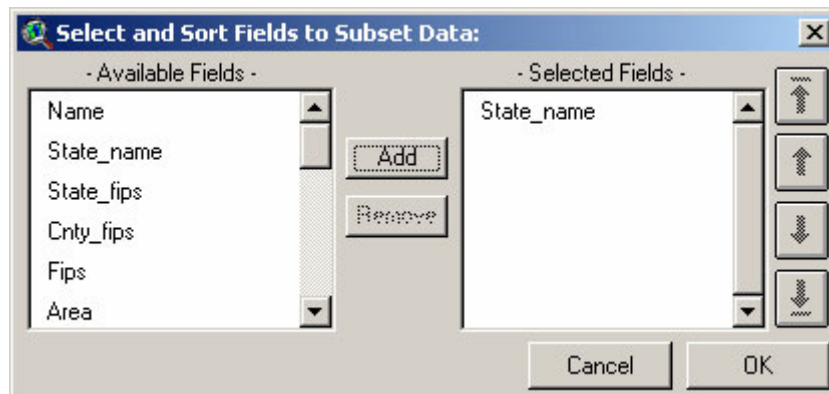 Select and Sort Fields to Subset Data:
- Available Fields -
Name
State_name
State_fips
Cnty_fips
Fips
Area
Add
Remove
- Selected Fields -
State_name
Cancel
OK